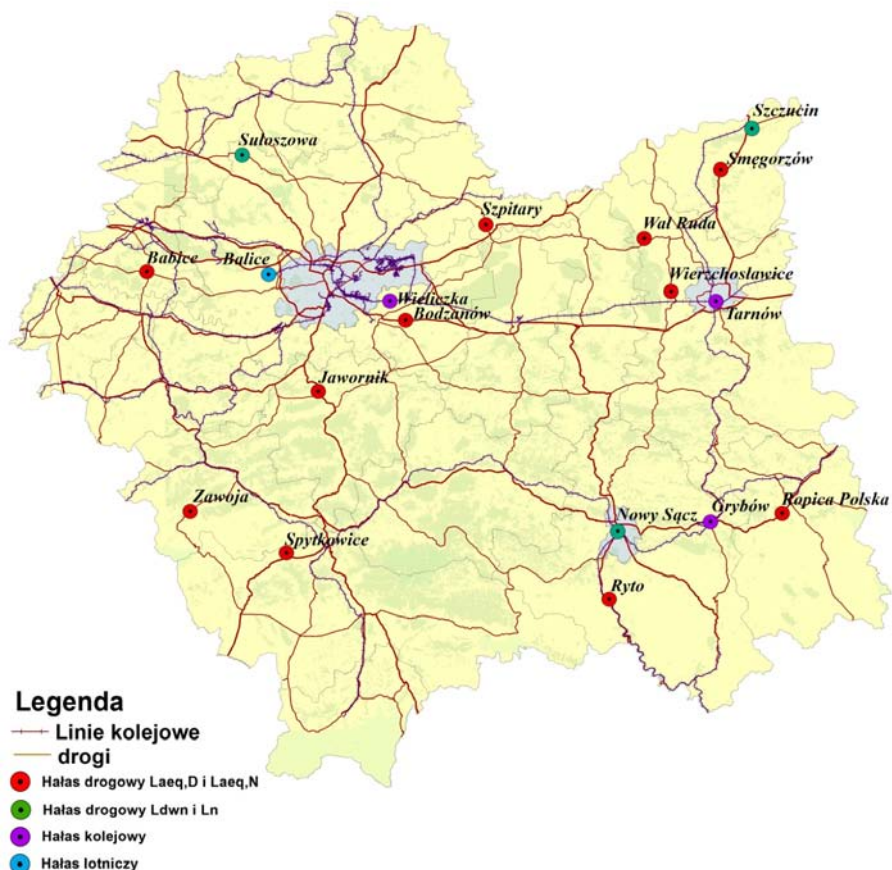 Szczucin
Sułoszowa
Smęgorzów
Szpitary
Wał Ruda
Babice
Balice
Wierzchosławice
Wieliczka
Tarnów
Bodzanów
Jawornik
Zawoja
Nowy Sącz
Grybów
Ropica Polska
Spytkowice
Ryto
Legenda
Linie kolejowe
drogi
Hałas drogowy Laeq,D i Laeq,N
Hałas drogowy Ldwn i Ln
Hałas kolejowy
Hałas lotniczy